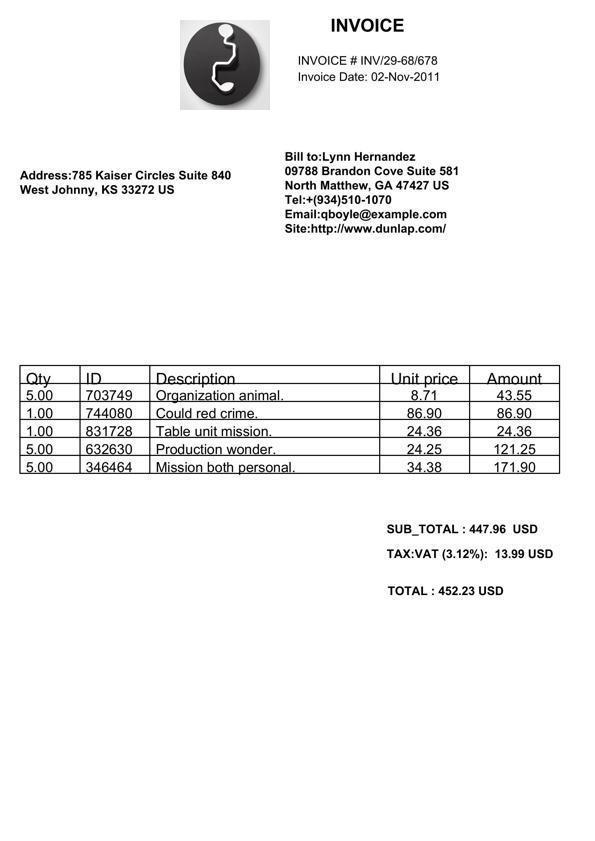 INVOICE
INVOICE # INV/29-68/678
Invoice Date: 02-Nov-2011
Bill to:Lynn Hernandez
09788 Brandon Cove Suite 581
North Matthew, GA 47427 US
Tel:+(934)510-1070
Email:qboyle@example.com
Site:http://www.dunlap.com/
Address:785 Kaiser Circles Suite 840
West Johnny, KS 33272 US
Qty ID Description Unit price Amount
5.00 703749 Organization animal. 8.71 43.55
1.00 744080 Could red crime. 86.90 86.90
1.00 831728 Table unit mission. 24.36 24.36
5.00 632630 Production wonder. 24.25 121.25
5.00 346464 Mission both personal. 34.38 171.90
SUB_TOTAL : 447.96 USD
TAX:VAT (3.12%): 13.99 USD
TOTAL : 452.23 USD